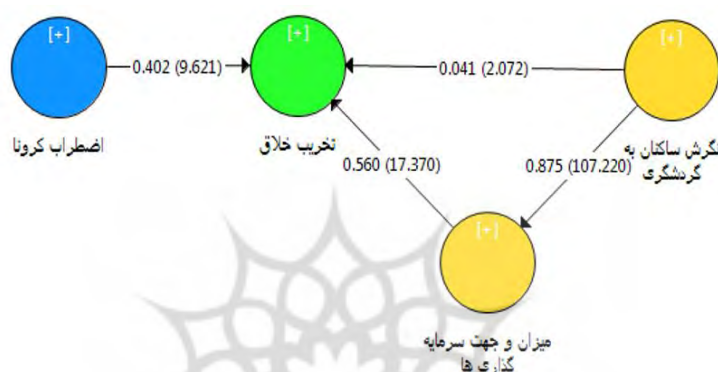 [+]
[+]
[+]
0.402 (9.621)
0.041 (2.072)
اضطراب کرونا
تخریب خلاق
نگرش ساکنان به
گردشگری
0.560 (17.370)
0.875 (107.220)
[+]
میزان و جهت سرمایه
گذاری ها